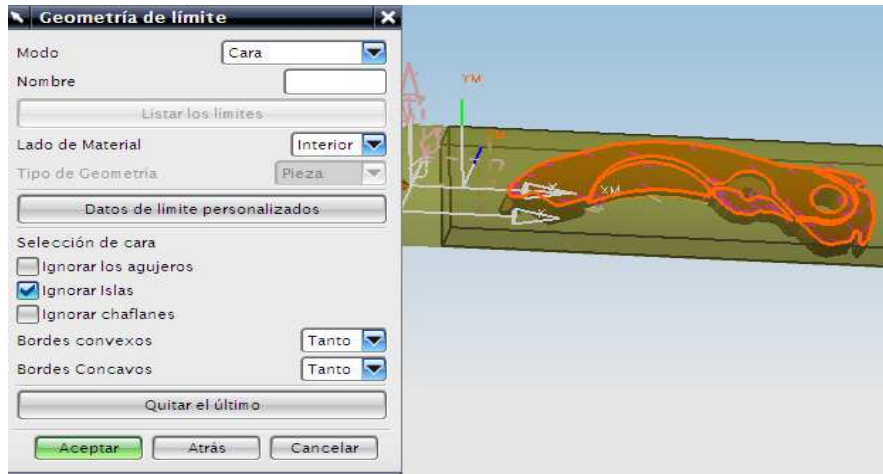 Geometría de límite
Modo Cara
Nombre
Listar los límites
Lado de Material Interior
Tipo de Geometría Pieza
Datos de límite personalizados
Selección de cara
Ignorar los agujeros
Ignorar Islas
Ignorar chaflanes
Bordes convexos Tanto
Bordes Concavos Tanto
Quitar el último
Aceptar Atrás Cancelar
YM
XM